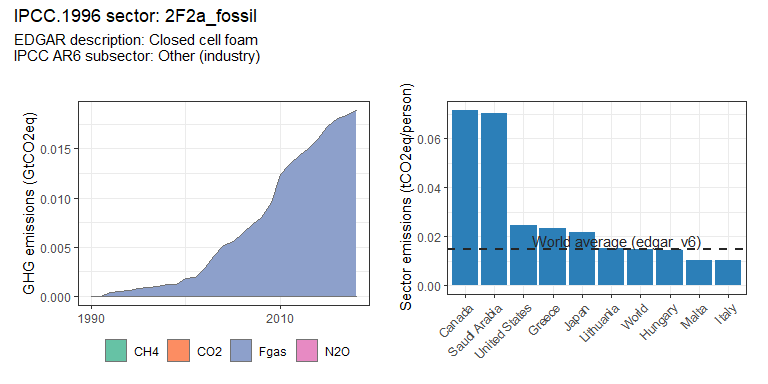 IPCC.1996 sector: 2F2a_fossil
EDGAR description: Closed cell foam
IPCC AR6 subsector: Other (industry)
GHG emissions (GtCO2eq)
0.015
0.010
0.005
0.000
1990
2010
CH4
CO2
Fgas
N2O
Sector emissions (tCO2eq/person)
0.06
0.04
0.02
0.00
World average (edgar_v6)
Canada
Saudi Arabia
United States
Greece
Japan
Lithuania
World
Hungary
Malta
Italy